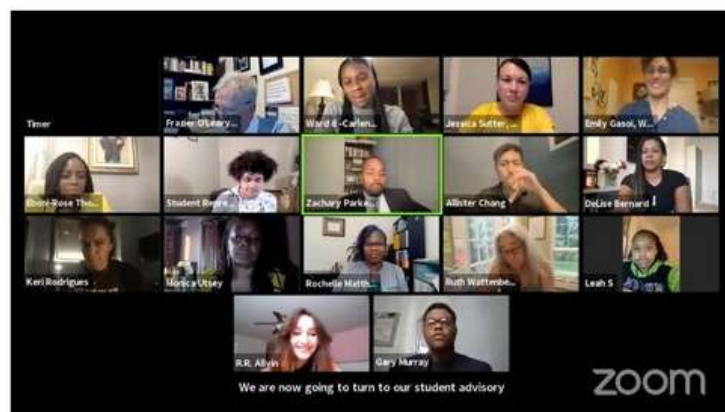 Timer
Frazier O'Leary...
Ward 8 -Carlen...
Jessica Sutter, ...
Emily Gasoi, W...
Eboni-Rose Tho...
Student Repre...
Zachary Parke...
Allister Chang
DeLise Bernard
Keri Rodrigues
Monica Utsey
Rochelle Matth...
Ruth Wattenbe...
Leah S
R.R. Allyin
Gary Murray
We are now going to turn to our student advisory
zoom